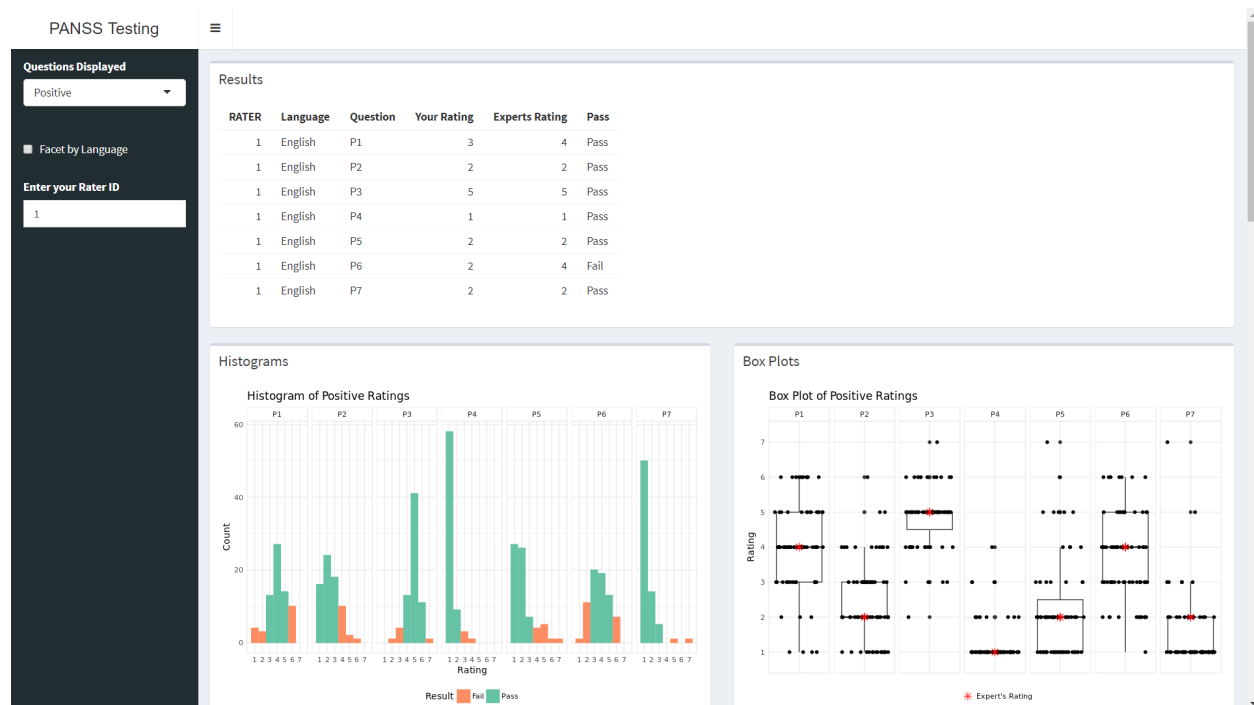 PANSS Testing
Questions Displayed
Positive
Facet by Language
Enter your Rater ID
1
Results
RATER Language Question Your Rating Experts Rating Pass
1 English P1 3 4 Pass
1 English P2 2 2 Pass
1 English P3 5 5 Pass
1 English P4 1 1 Pass
1 English P5 2 2 Pass
1 English P6 2 4 Fail
1 English P7 2 2 Pass
Histograms
Histogram of Positive Ratings
P1 P2 P3 P4 P5 P6 P7
60
40
20
0
Count
1 2 3 4 5 6 7 1 2 3 4 5 6 7 1 2 3 4 5 6 7 1 2 3 4 5 6 7 1 2 3 4 5 6 7 1 2 3 4 5 6 7 1 2 3 4 5 6 7
Rating
Result Fail Pass
Box Plots
Box Plot of Positive Ratings
P1 P2 P3 P4 P5 P6 P7
7
6
5
4
3
2
1
Rating
Expert's Rating